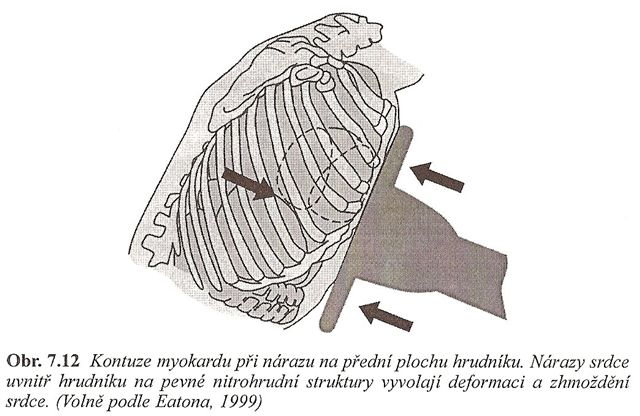 Obr. 7.12 Kontuze myokardu při nárazu na přední plochu hrudníku. Nárazy srdce
uvnitř hrudníku na pevné nitrohrudní struktury vyvolají deformaci a zhmoždění
srdce. (Volně podle Eatona, 1999)